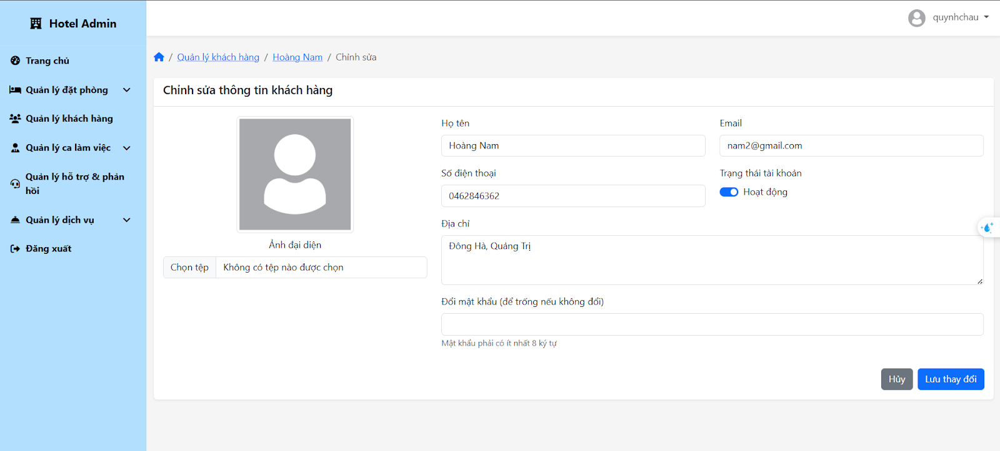 Hotel Admin
quynhchau
Trang chủ
Quản lý đặt phòng
Quản lý khách hàng
Quản lý ca làm việc
Quản lý hỗ trợ & phản
hồi
Quản lý dịch vụ
Đăng xuất
/ Quản lý khách hàng / Hoàng Nam / Chỉnh sửa
Chỉnh sửa thông tin khách hàng
Ảnh đại diện
Chọn tệp Không có tệp nào được chọn
Họ tên
Hoàng Nam
Email
nam2@gmail.com
Số điện thoại
0462846362
Trạng thái tài khoản
Hoạt động
Địa chỉ
Đông Hà, Quảng Trị
Đổi mật khẩu (để trống nếu không đổi)
Mật khẩu phải có ít nhất 8 ký tự
Hủy
Lưu thay đổi